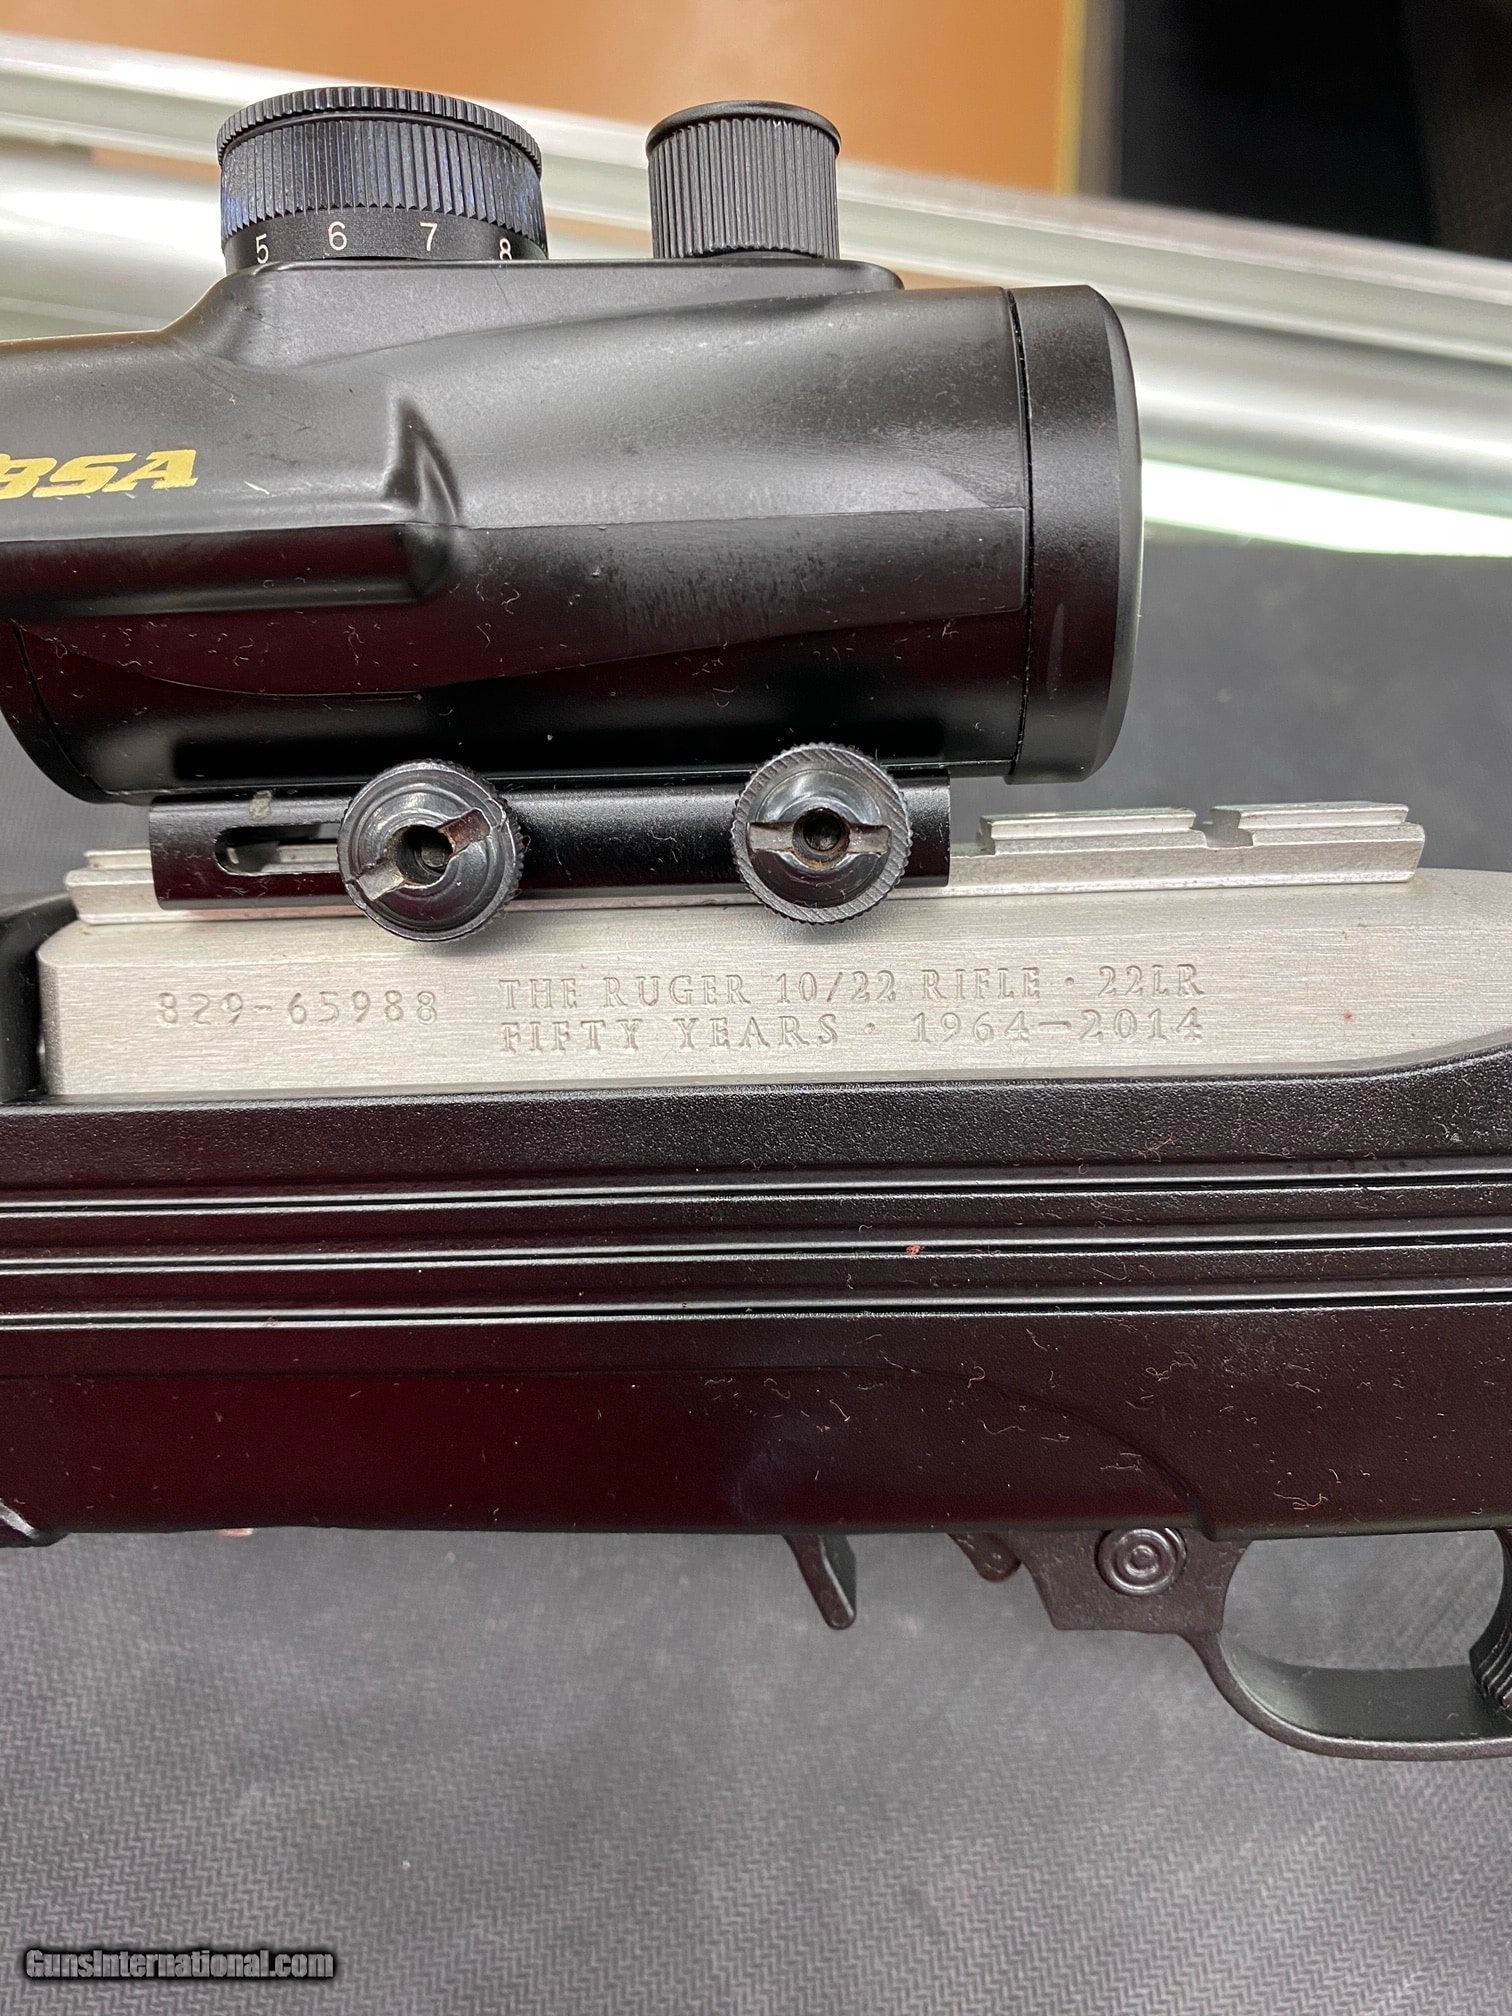 5 6 7 8
BSA
829-65988
THE RUGER 10/22 RIFLE · 22LR
FIFTY YEARS · 1964–2014
GunsInternational.com